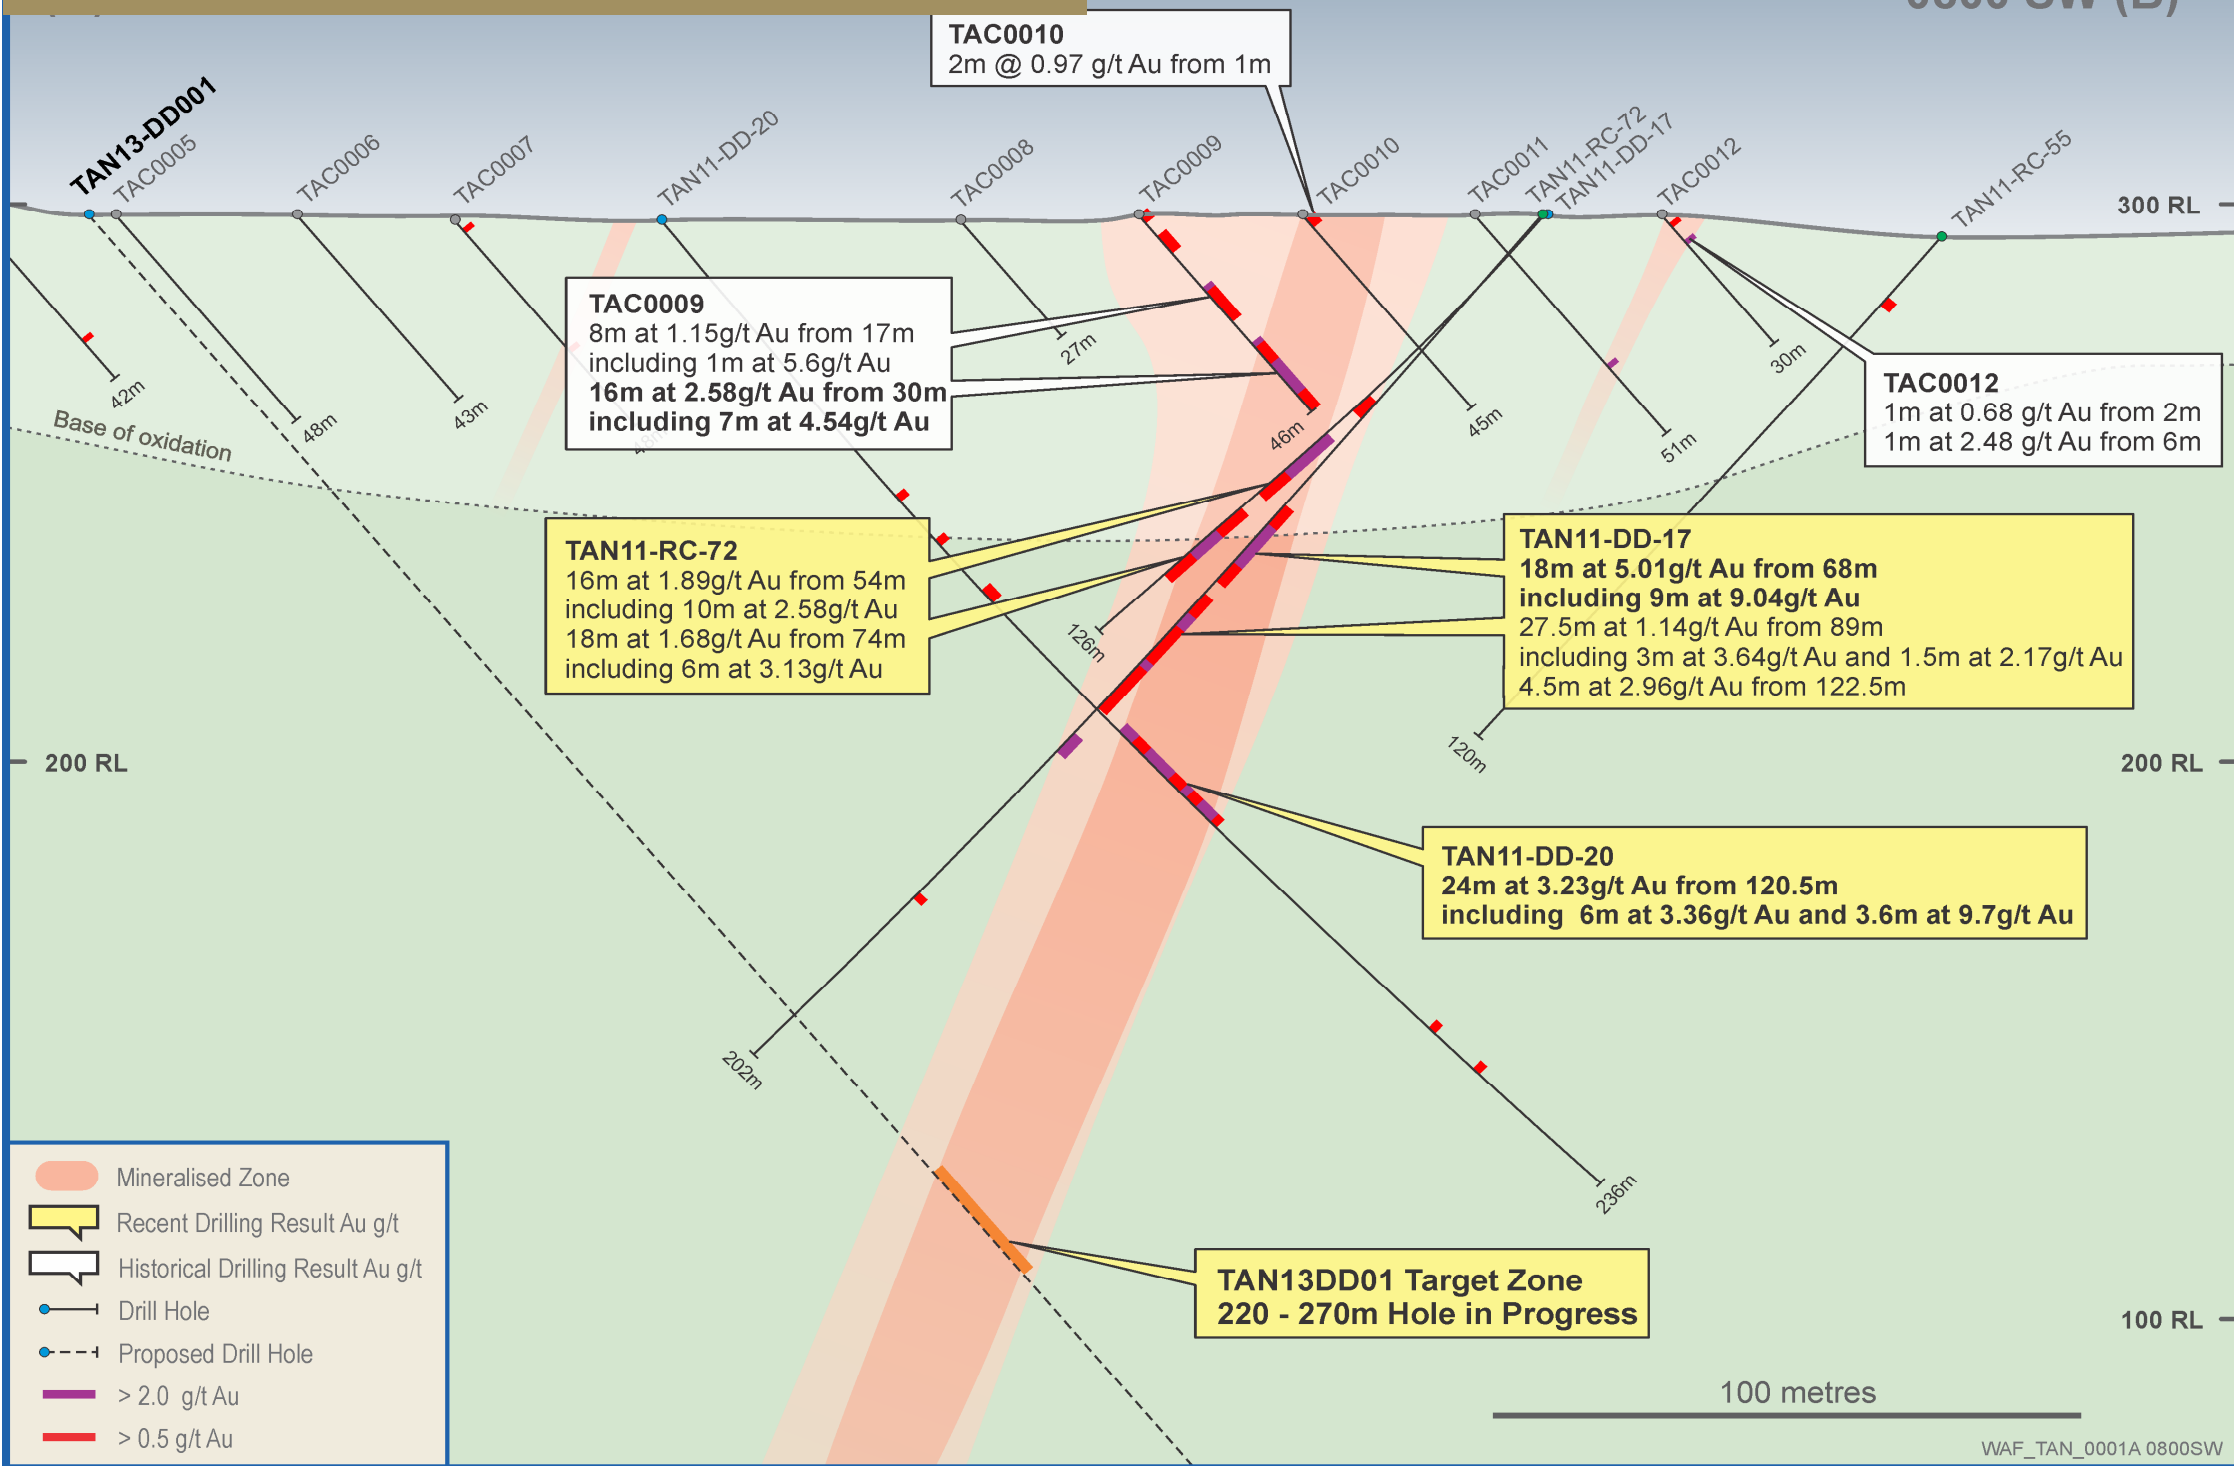 TAC0010
2m @ 0.97 g/t Au from 1m
TAN13-DD001
TAC0005
TAC0006
TAC0007
TAN11-DD-20
TAC0008
TAC0009
TAC0010
TAC0011
TAN11-RC-72
TAN11-DD-17
TAC0012
TAN11-RC-55
300 RL
TAC0009
8m at 1.15g/t Au from 17m
including 1m at 5.6g/t Au
16m at 2.58g/t Au from 30m
including 7m at 4.54g/t Au
27m
30m
42m
48m
43m
48m
46m
45m
51m
TAC0012
1m at 0.68 g/t Au from 2m
1m at 2.48 g/t Au from 6m
Base of oxidation
TAN11-RC-72
16m at 1.89g/t Au from 54m
including 10m at 2.58g/t Au
18m at 1.68g/t Au from 74m
including 6m at 3.13g/t Au
126m
TAN11-DD-17
18m at 5.01g/t Au from 68m
including 9m at 9.04g/t Au
27.5m at 1.14g/t Au from 89m
including 3m at 3.64g/t Au and 1.5m at 2.17g/t Au
4.5m at 2.96g/t Au from 122.5m
120m
200 RL
200 RL
TAN11-DD-20
24m at 3.23g/t Au from 120.5m
including 6m at 3.36g/t Au and 3.6m at 9.7g/t Au
202m
236m
TAN13DD01 Target Zone
220 - 270m Hole in Progress
100 RL
Mineralised Zone
Recent Drilling Result Au g/t
Historical Drilling Result Au g/t
Drill Hole
Proposed Drill Hole
> 2.0 g/t Au
> 0.5 g/t Au
100 metres
WAF_TAN_0001A 0800SW